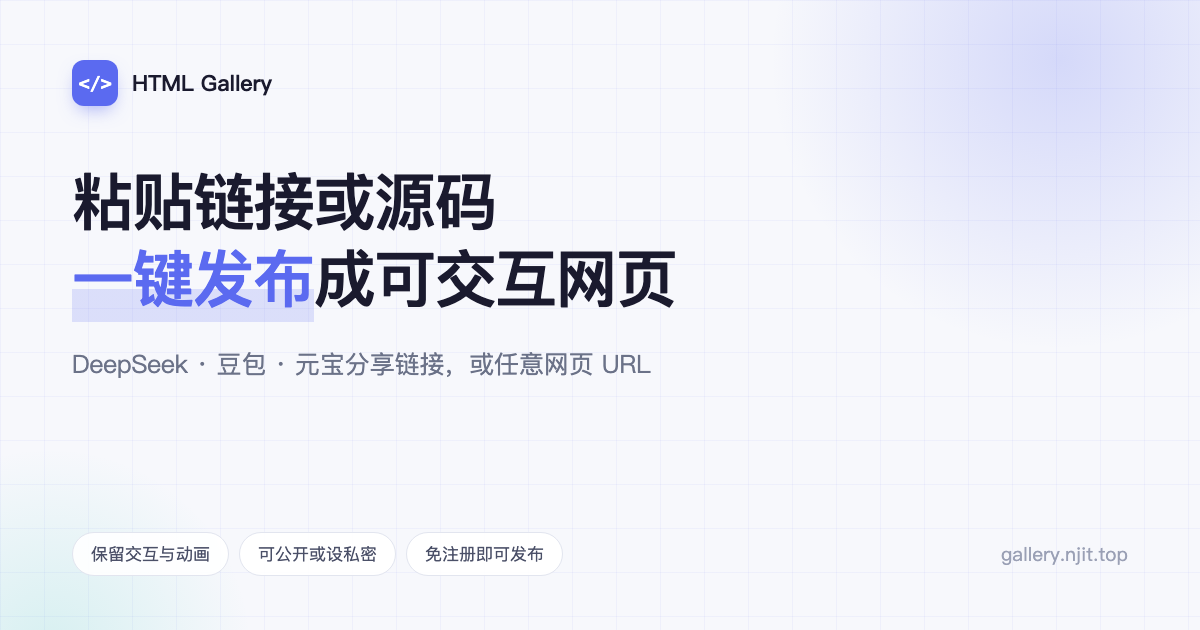 </> HTML Gallery
粘贴链接或源码
一键发布成可交互网页
DeepSeek · 豆包 · 元宝分享链接，或任意网页 URL
保留交互与动画
可公开或设私密
免注册即可发布
gallery.njit.top